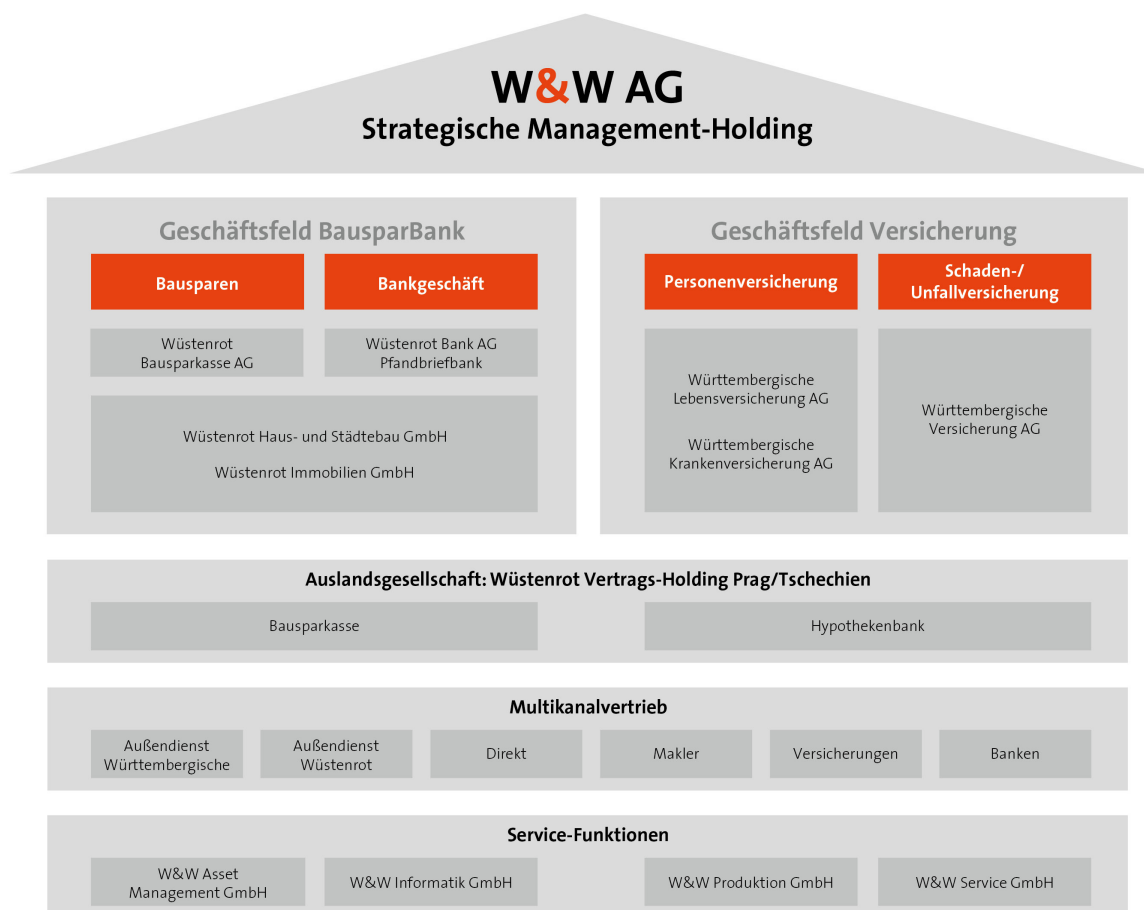 W&W AG
Strategische Management-Holding
Geschäftsfeld BausparBank
Bausparen
Bankgeschäft
Wüstenrot
Bausparkasse AG
Wüstenrot Bank AG
Pfandbriefbank
Wüstenrot Haus- und Städtebau GmbH
Wüstenrot Immobilien GmbH
Geschäftsfeld Versicherung
Personenversicherung
Schaden-/
Unfallversicherung
Württembergische
Lebensversicherung AG
Württembergische
Krankenversicherung AG
Württembergische
Versicherung AG
Auslandsgesellschaft: Wüstenrot Vertrags-Holding Prag/Tschechien
Bausparkasse
Hypothekenbank
Multikanalvertrieb
Außendienst
Württembergische
Außendienst
Wüstenrot
Direkt
Makler
Versicherungen
Banken
Service-Funktionen
W&W Asset
Management GmbH
W&W Informatik GmbH
W&W Produktion GmbH
W&W Service GmbH